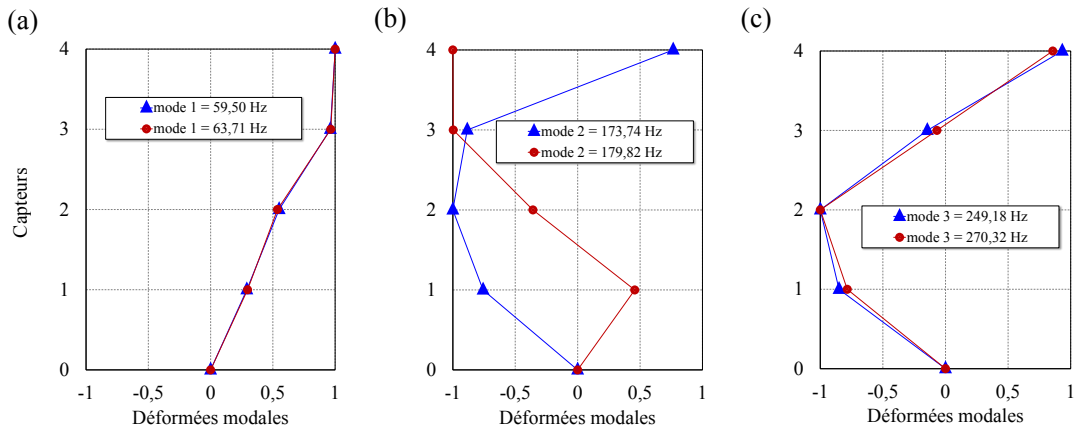 (a)
4
3
2
1
0
Capteurs
mode 1 = 59,50 Hz
mode 1 = 63,71 Hz
-1 -0,5 0 0,5 1
Déformées modales
(b)
4
3
2
1
0
mode 2 = 173,74 Hz
mode 2 = 179,82 Hz
-1 -0,5 0 0,5 1
Déformées modales
(c)
4
3
2
1
0
mode 3 = 249,18 Hz
mode 3 = 270,32 Hz
-1 -0,5 0 0,5 1
Déformées modales